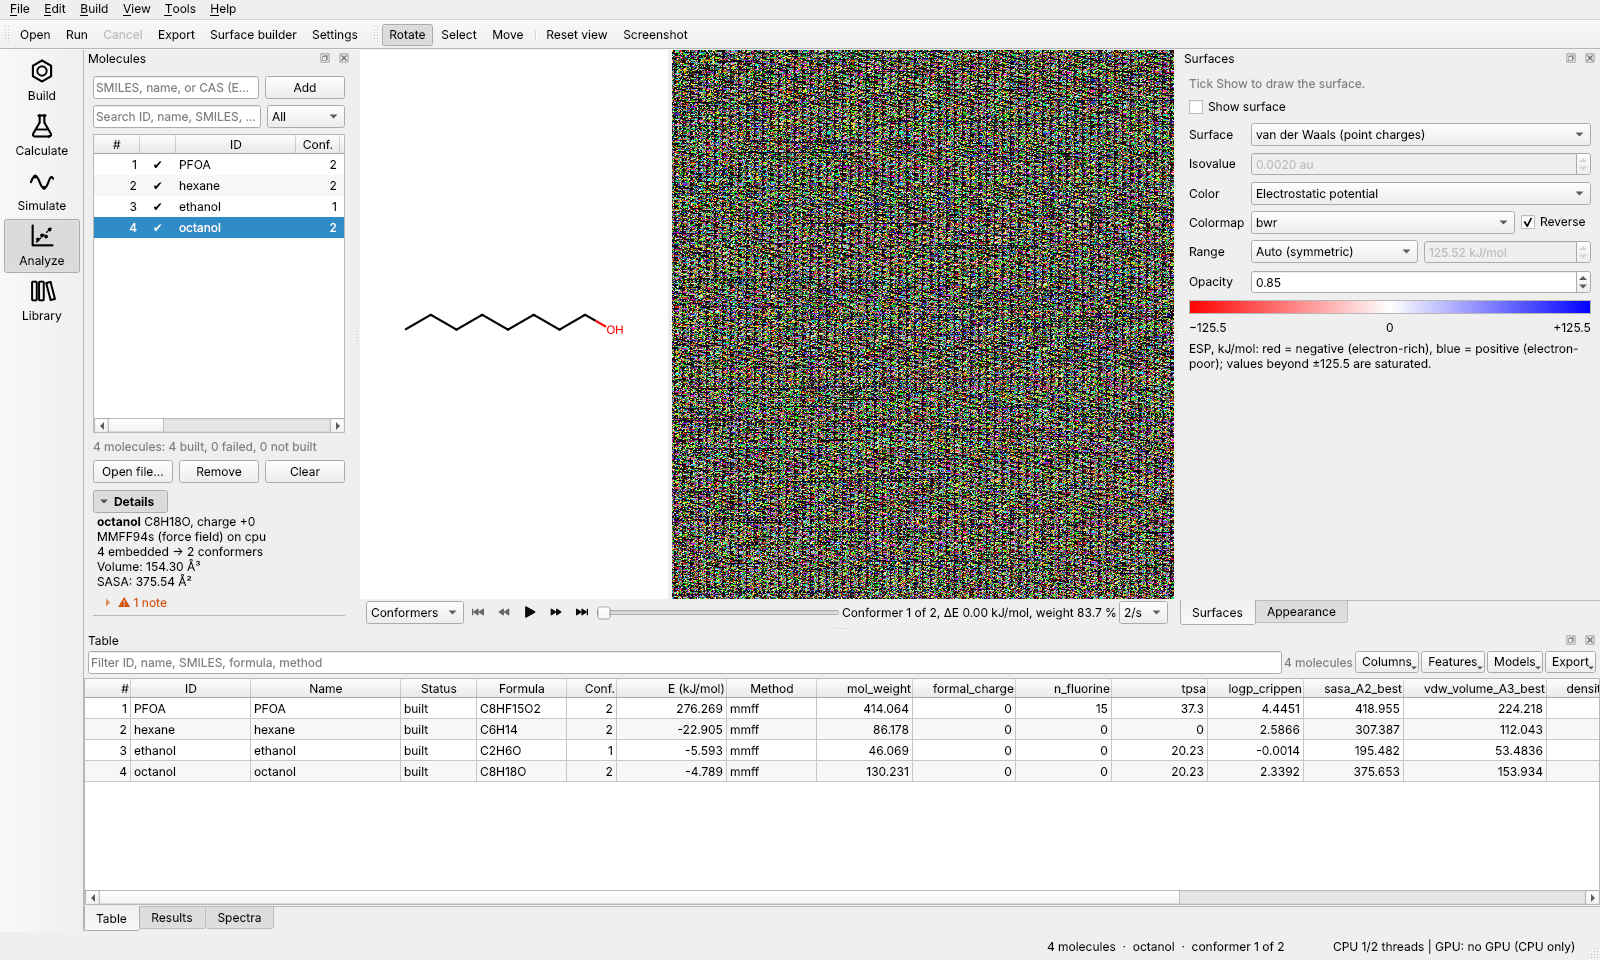 File Edit Build View Tools Help
Open Run Cancel Export Surface builder Settings Rotate Select Move Reset view Screenshot
Build
Calculate
Simulate
Analyze
Library
Molecules
SMILES, name, or CAS (E... Add
Search ID, name, SMILES, ... All
# ID Conf.
1 ✔ PFOA 2
2 ✔ hexane 2
3 ✔ ethanol 1
4 ✔ octanol 2
4 molecules: 4 built, 0 failed, 0 not built
Open file... Remove Clear
Details
octanol C8H18O, charge +0
MMFF94s (force field) on cpu
4 embedded → 2 conformers
Volume: 154.30 Å³
SASA: 375.54 Å²
1 note
OH
Conformers Conformer 1 of 2, ΔE 0.00 kJ/mol, weight 83.7 % 2/s
Surfaces
Tick Show to draw the surface.
Show surface
Surface van der Waals (point charges)
Isovalue 0.0020 au
Color Electrostatic potential
Colormap bwr Reverse
Range Auto (symmetric) 125.52 kJ/mol
Opacity 0.85
−125.5 0 +125.5
ESP, kJ/mol: red = negative (electron-rich), blue = positive (electron-
poor); values beyond ±125.5 are saturated.
Surfaces Appearance
Table
Filter ID, name, SMILES, formula, method 4 molecules Columns Features Models Export
# ID Name Status Formula Conf. E (kJ/mol) Method mol_weight formal_charge n_fluorine tpsa logp_crippen sasa_A2_best vdw_volume_A3_best densit
1 PFOA PFOA built C8HF15O2 2 276.269 mmff 414.064 0 15 37.3 4.4451 418.955 224.218
2 hexane hexane built C6H14 2 -22.905 mmff 86.178 0 0 0 2.5866 307.387 112.043
3 ethanol ethanol built C2H6O 1 -5.593 mmff 46.069 0 0 20.23 -0.0014 195.482 53.4836
4 octanol octanol built C8H18O 2 -4.789 mmff 130.231 0 0 20.23 2.3392 375.653 153.934
Table Results Spectra
4 molecules · octanol · conformer 1 of 2 CPU 1/2 threads | GPU: no GPU (CPU only)